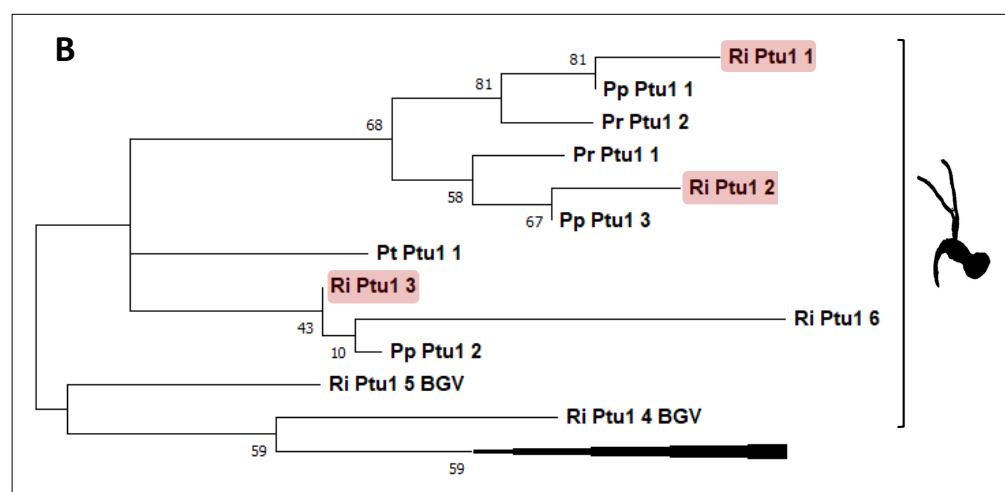 B
81
Ri Ptu1 1
81
Pp Ptu1 1
68
Pr Ptu1 2
Pr Ptu1 1
58
Ri Ptu1 2
67
Pp Ptu1 3
Pt Ptu1 1
Ri Ptu1 3
43
Ri Ptu1 6
10
Pp Ptu1 2
Ri Ptu1 5 BGV
Ri Ptu1 4 BGV
59
59